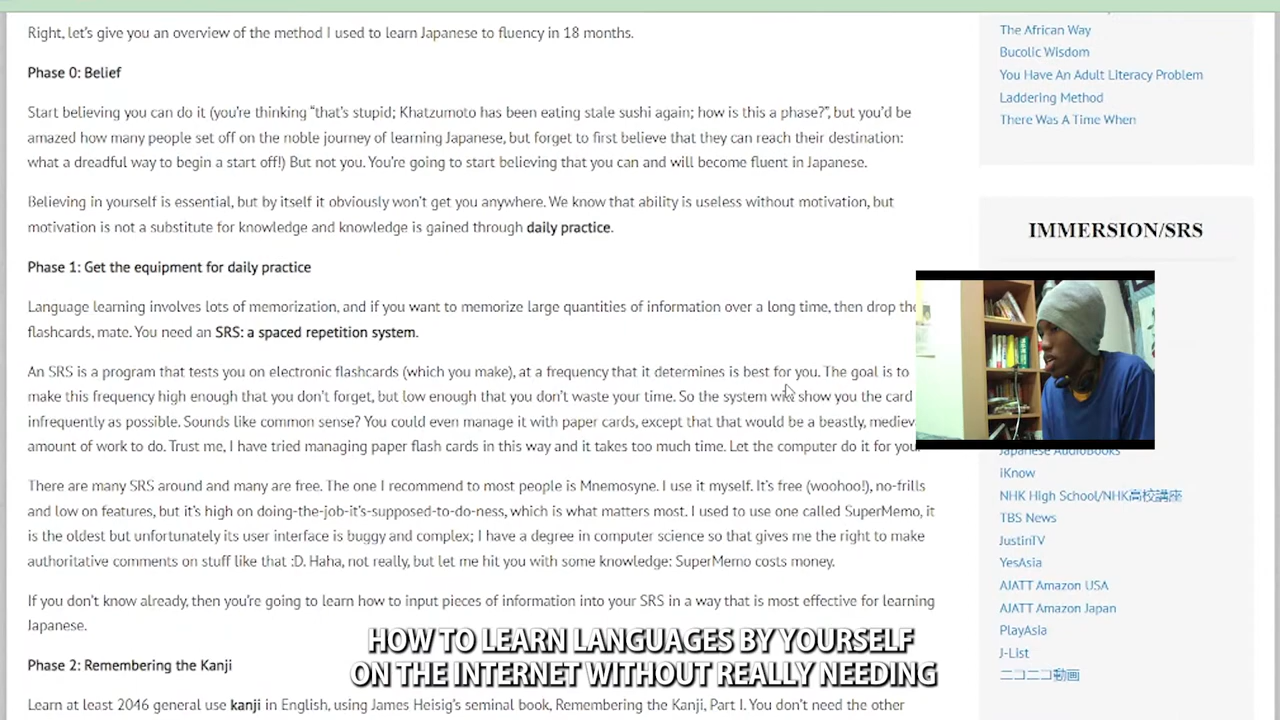 Right, let's give you an overview of the method I used to learn Japanese to fluency in 18 months.
Phase 0: Belief
Start believing you can do it (you're thinking "that's stupid; Khatzumoto has been eating stale sushi again; how is this a phase?", but you'd be
amazed how many people set off on the noble journey of learning Japanese, but forget to first believe that they can reach their destination:
what a dreadful way to begin a start off!) But not you. You're going to start believing that you can and will become fluent in Japanese.
Believing in yourself is essential, but by itself it obviously won't get you anywhere. We know that ability is useless without motivation, but
motivation is not a substitute for knowledge and knowledge is gained through daily practice.
Phase 1: Get the equipment for daily practice
Language learning involves lots of memorization, and if you want to memorize large quantities of information over a long time, then drop the
flashcards, mate. You need an SRS: a spaced repetition system.
An SRS is a program that tests you on electronic flashcards (which you make), at a frequency that it determines is best for you. The goal is to
make this frequency high enough that you don't forget, but low enough that you don't waste your time. So the system will show you the card
infrequently as possible. Sounds like common sense? You could even manage it with paper cards, except that that would be a beastly, mediev
amount of work to do. Trust me, I have tried managing paper flash cards in this way and it takes too much time. Let the computer do it for you
There are many SRS around and many are free. The one I recommend to most people is Mnemosyne. I use it myself. It's free (woohoo!), no-frills
and low on features, but it's high on doing-the-job-it's-supposed-to-do-ness, which is what matters most. I used to use one called SuperMemo, it
is the oldest but unfortunately its user interface is buggy and complex; I have a degree in computer science so that gives me the right to make
authoritative comments on stuff like that :D. Haha, not really, but let me hit you with some knowledge: SuperMemo costs money.
If you don't know already, then you're going to learn how to input pieces of information into your SRS in a way that is most effective for learning
Japanese.
Phase 2: Remembering the Kanji
Learn at least 2046 general use kanji in English, using James Heisig's seminal book, Remembering the Kanji, Part I. You don't need the other
The African Way
Bucolic Wisdom
You Have An Adult Literacy Problem
Laddering Method
There Was A Time When
IMMERSION/SRS
Japanese AudioBooks
iKnow
NHK High School/NHK高校講座
TBS News
JustinTV
YesAsia
AJATT Amazon USA
AJATT Amazon Japan
PlayAsia
J-List
ニコニコ動画
HOW TO LEARN LANGUAGES BY YOURSELF
ON THE INTERNET WITHOUT REALLY NEEDING